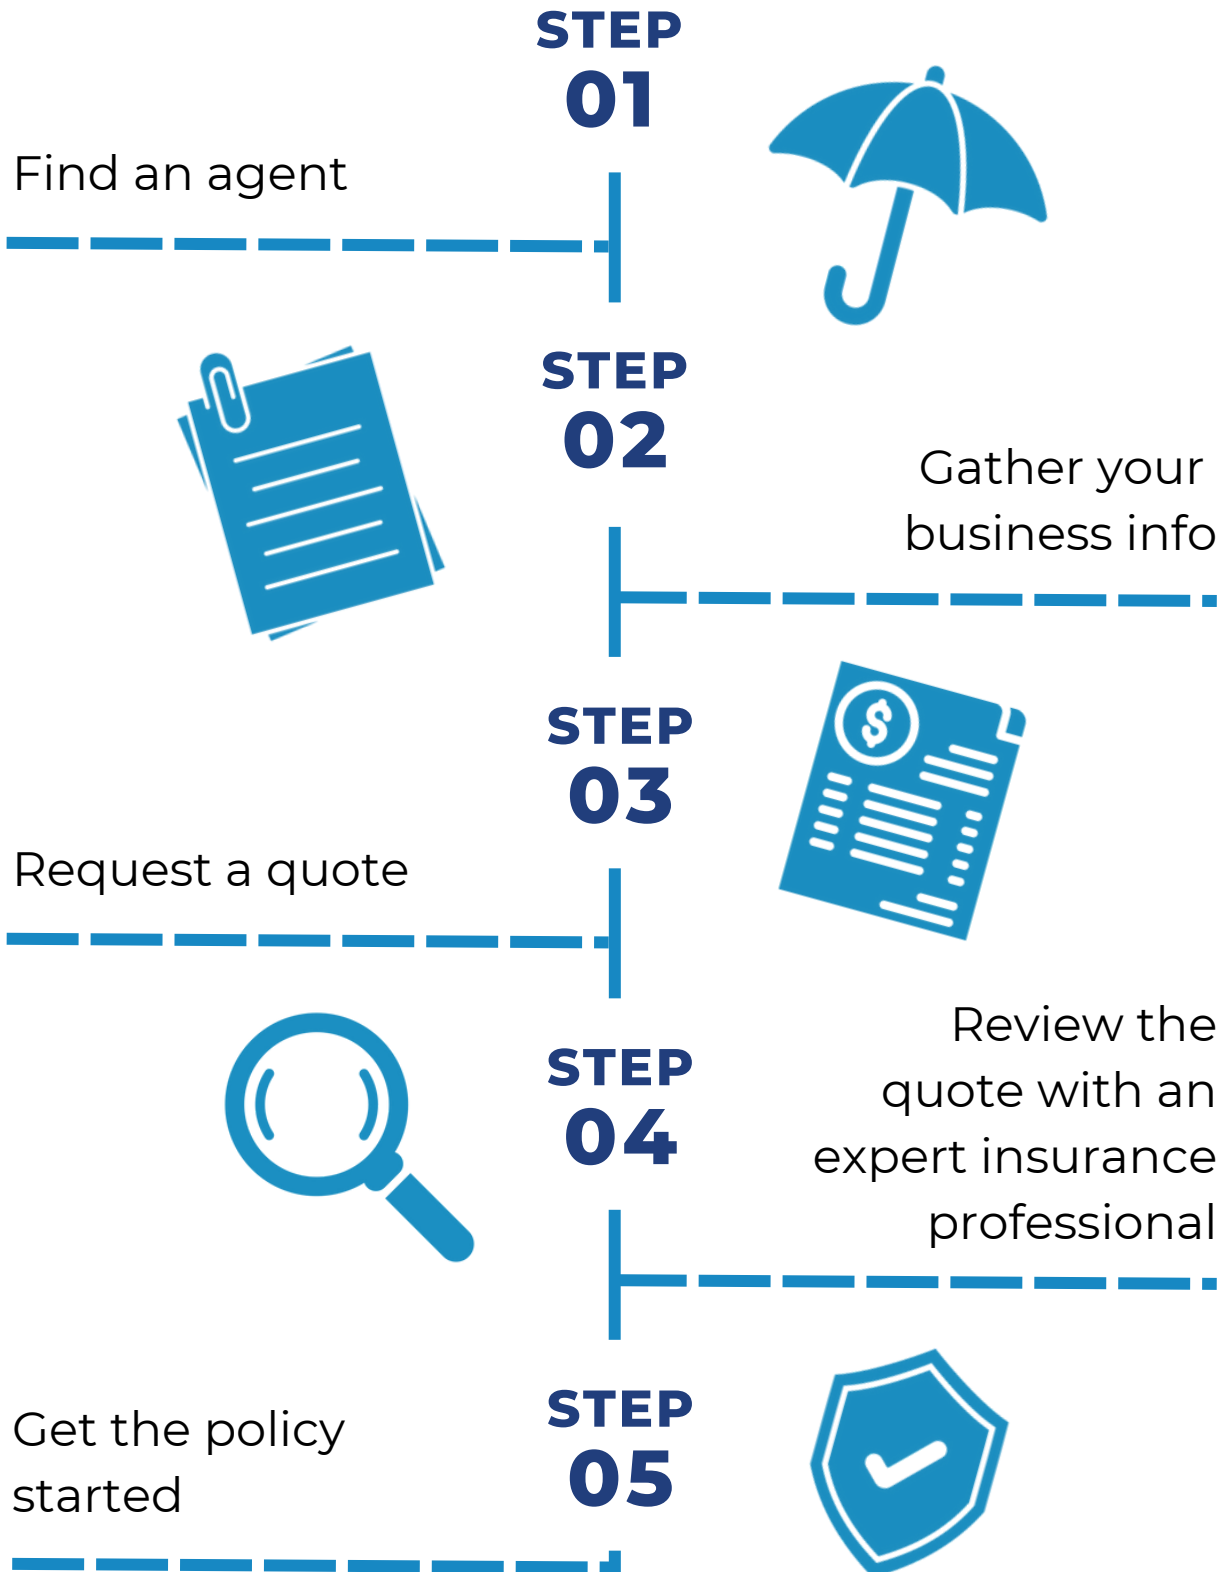 STEP
01
Find an agent
STEP
02
Gather your
business info
STEP
03
$
Request a quote
STEP
04
Review the
quote with an
expert insurance
professional
STEP
05
Get the policy
started